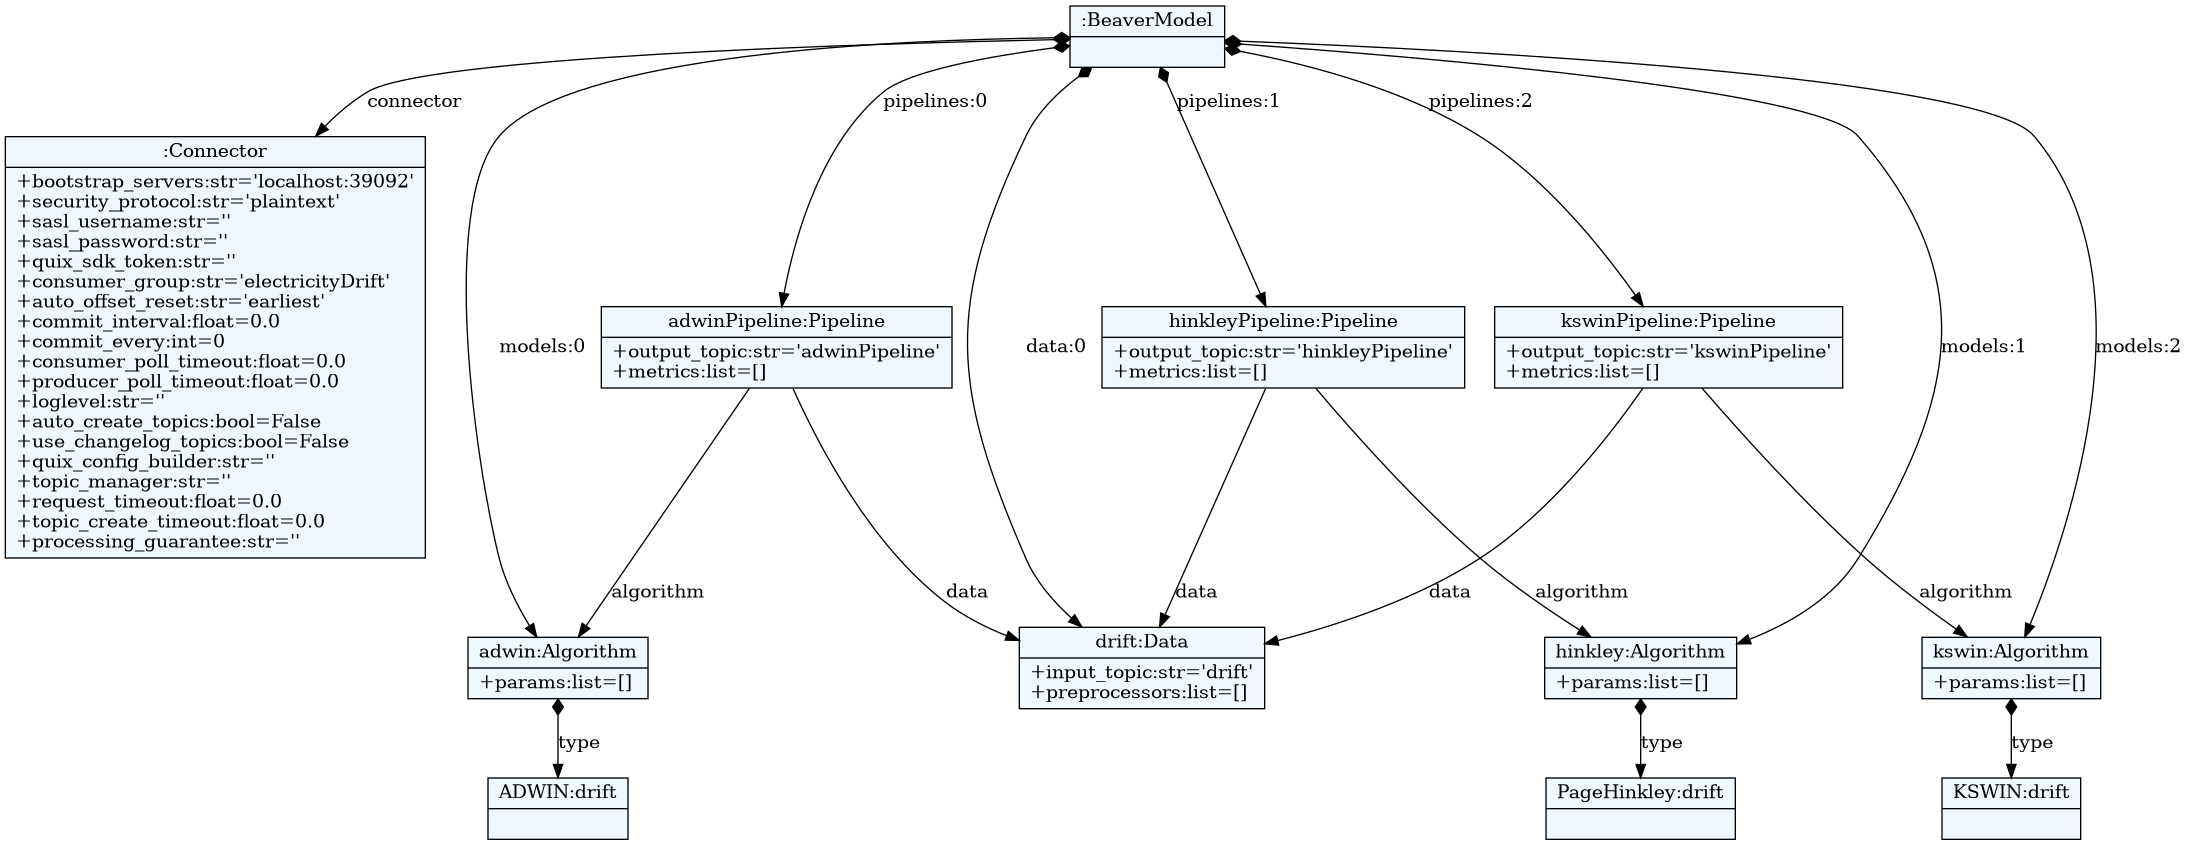 :BeaverModel
connector
pipelines:0
pipelines:1
pipelines:2
:Connector
+bootstrap_servers:str='localhost:39092'
+security_protocol:str='plaintext'
+sasl_username:str=''
+sasl_password:str=''
+quix_sdk_token:str=''
+consumer_group:str='electricityDrift'
+auto_offset_reset:str='earliest'
+commit_interval:float=0.0
+commit_every:int=0
+consumer_poll_timeout:float=0.0
+producer_poll_timeout:float=0.0
+loglevel:str=''
+auto_create_topics:bool=False
+use_changelog_topics:bool=False
+quix_config_builder:str=''
+topic_manager:str=''
+request_timeout:float=0.0
+topic_create_timeout:float=0.0
+processing_guarantee:str=''
models:0
adwinPipeline:Pipeline
+output_topic:str='adwinPipeline'
+metrics:list=[]
data:0
hinkleyPipeline:Pipeline
+output_topic:str='hinkleyPipeline'
+metrics:list=[]
kswinPipeline:Pipeline
+output_topic:str='kswinPipeline'
+metrics:list=[]
models:1
models:2
algorithm
data
data
data
algorithm
algorithm
adwin:Algorithm
+params:list=[]
drift:Data
+input_topic:str='drift'
+preprocessors:list=[]
hinkley:Algorithm
+params:list=[]
kswin:Algorithm
+params:list=[]
type
type
type
ADWIN:drift
PageHinkley:drift
KSWIN:drift